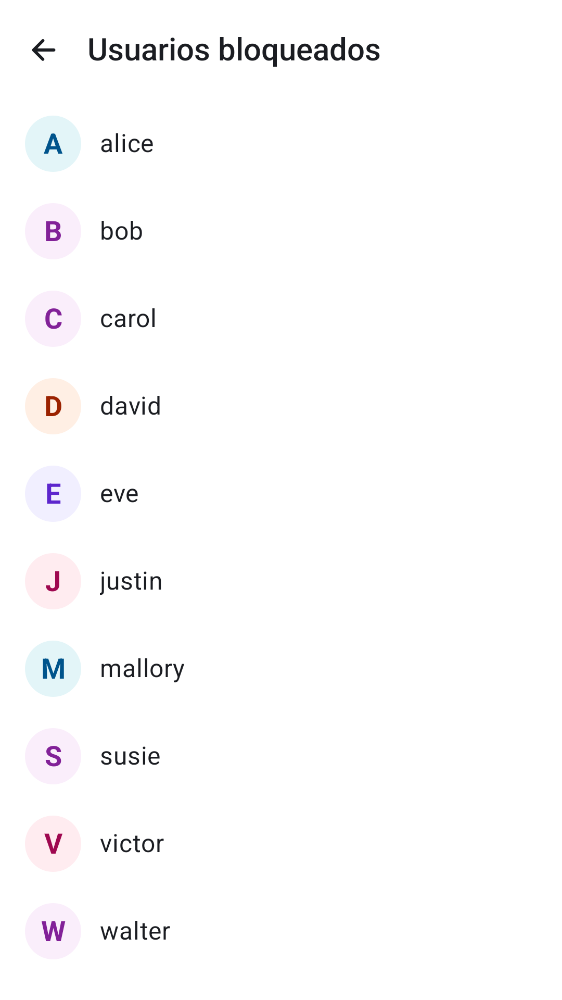 Usuarios bloqueados
A alice
B bob
C carol
D david
E eve
J justin
M mallory
S susie
V victor
W walter